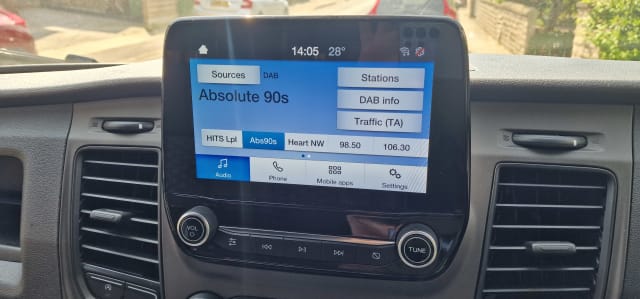 14:05 28°
Sources DAB
Stations
Absolute 90s
DAB info
Traffic (TA)
HITS Lpl Abs90s Heart NW 98.50 106.30
Audio Phone Mobile apps Settings
VOL
TUNE